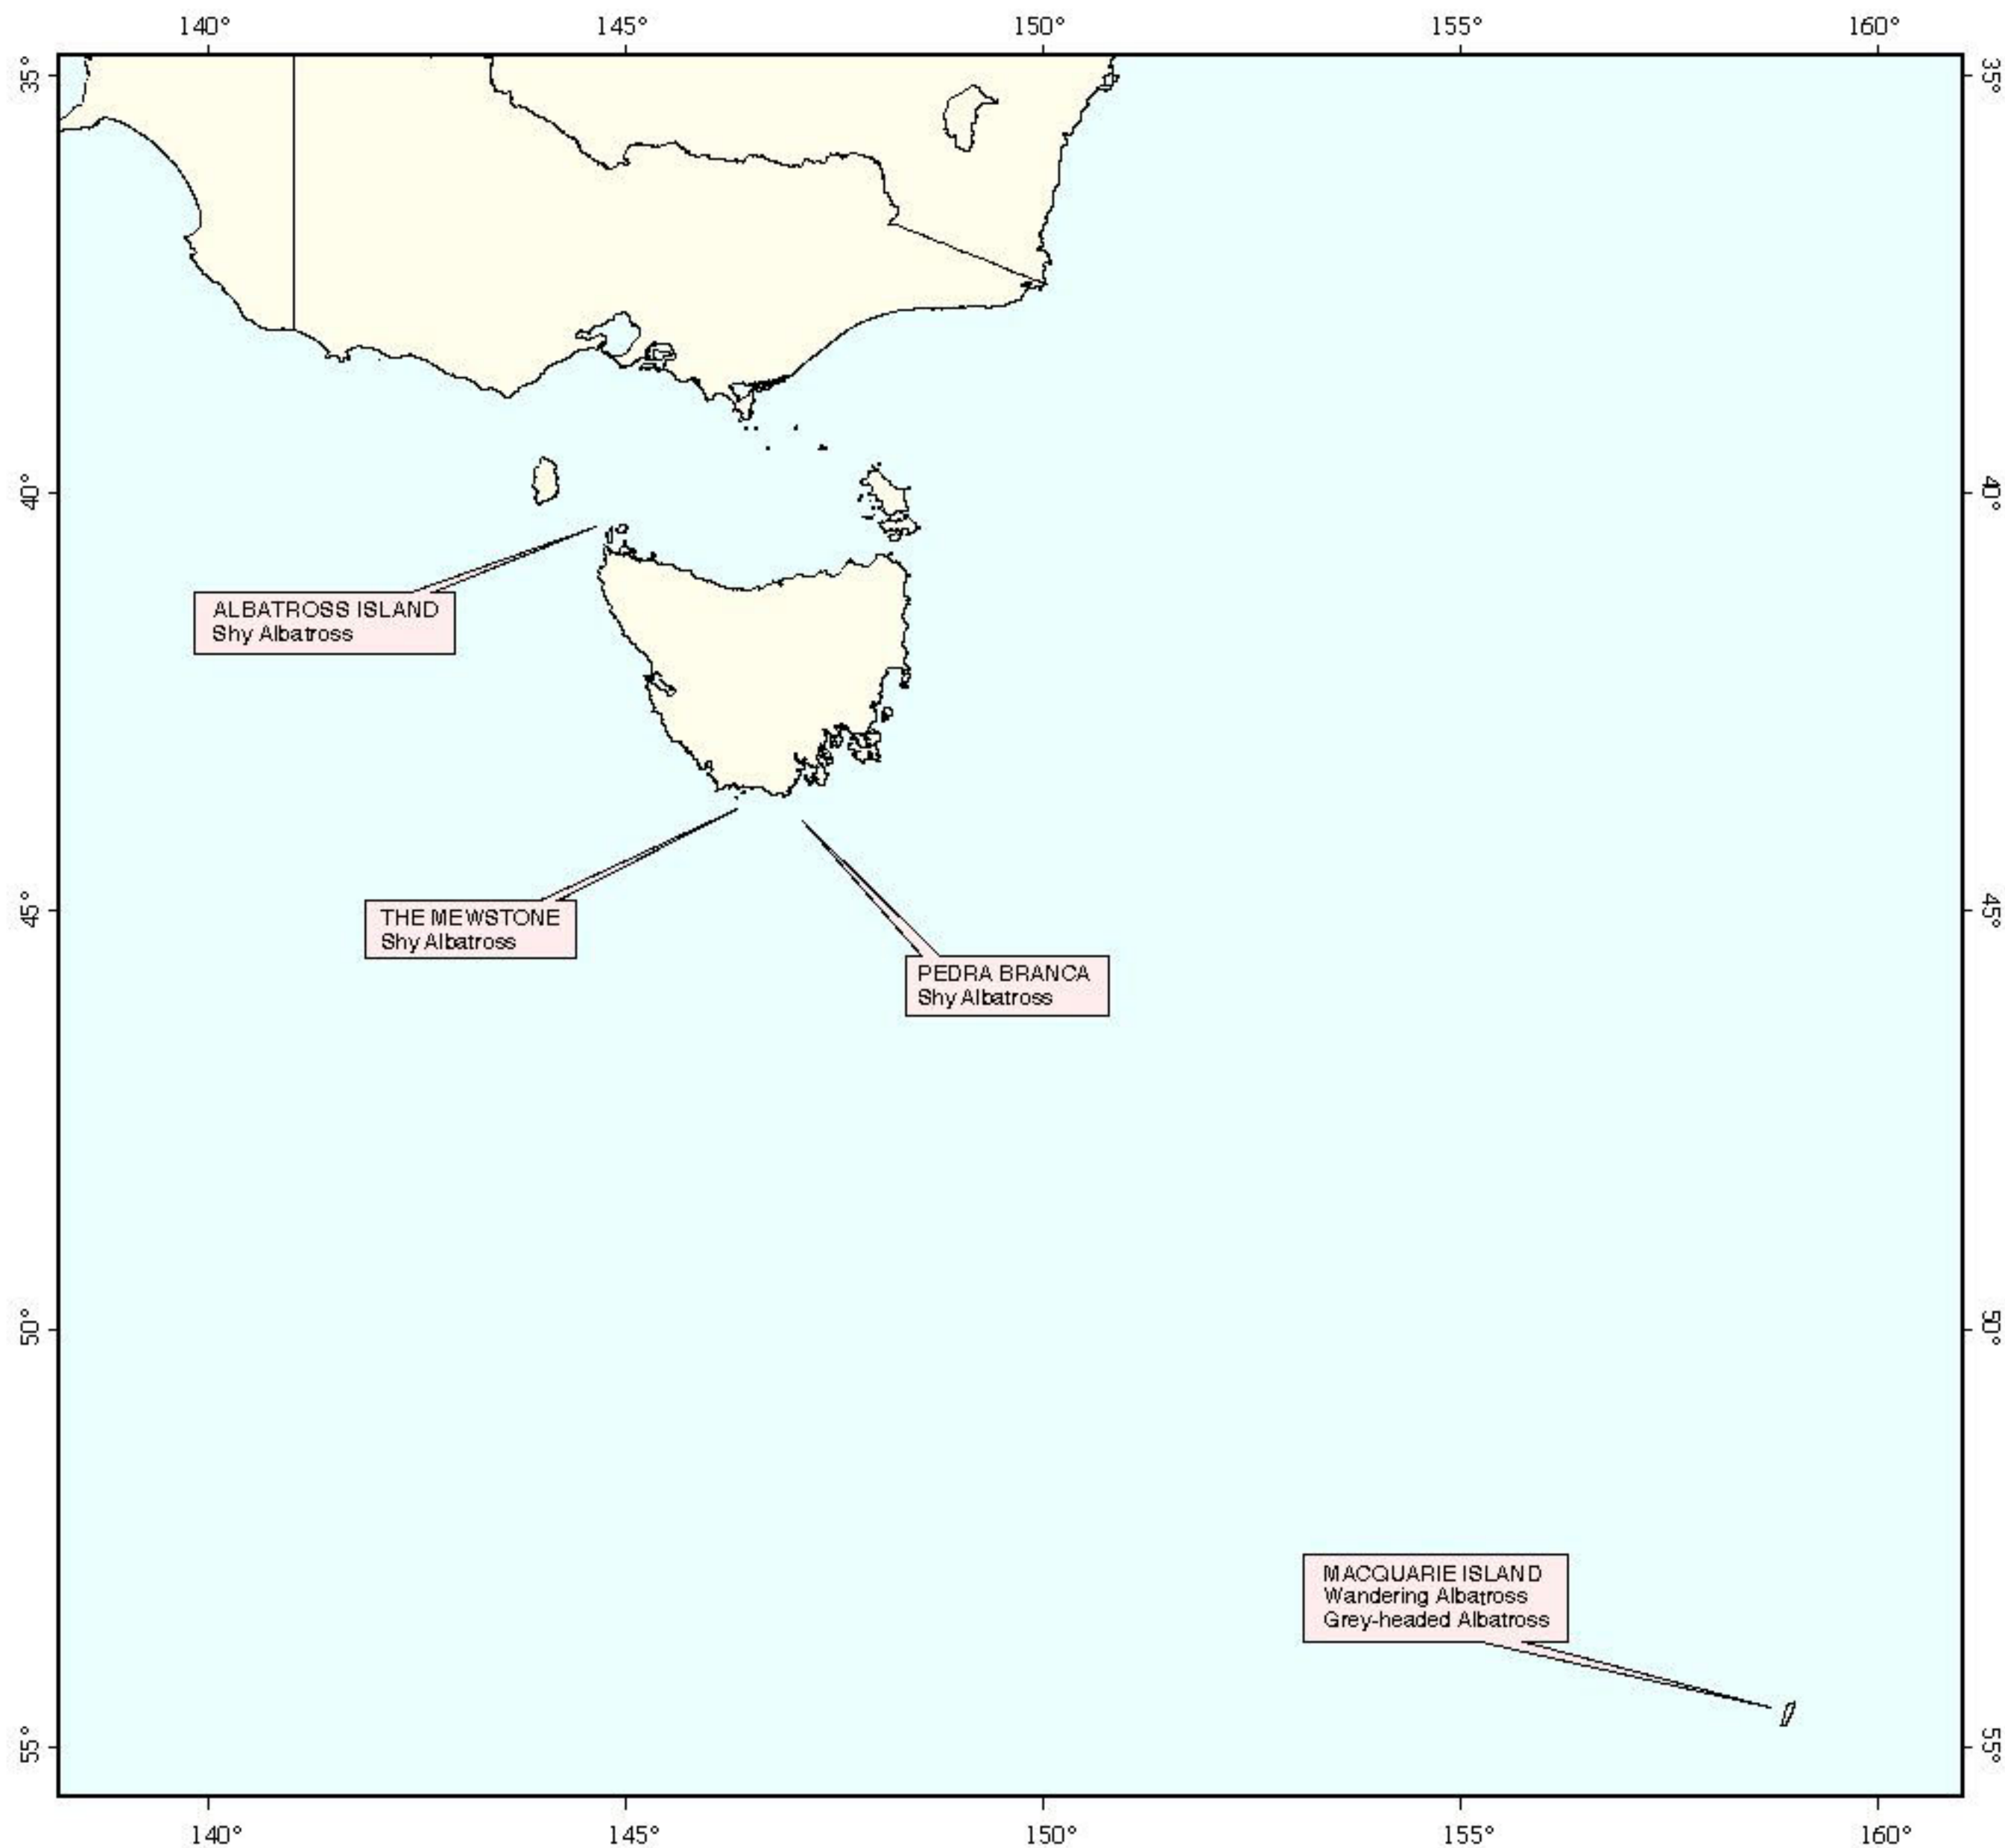 140° 145° 150° 155° 160°
35° 35°
40° 40°
ALBATROSS ISLAND
Shy Albatross
45° 45°
THE MEWSTONE
Shy Albatross
PEDRA BRANCA
Shy Albatross
50° 50°
MACQUARIE ISLAND
Wandering Albatross
Grey-headed Albatross
55° 55°
140° 145° 150° 155° 160°